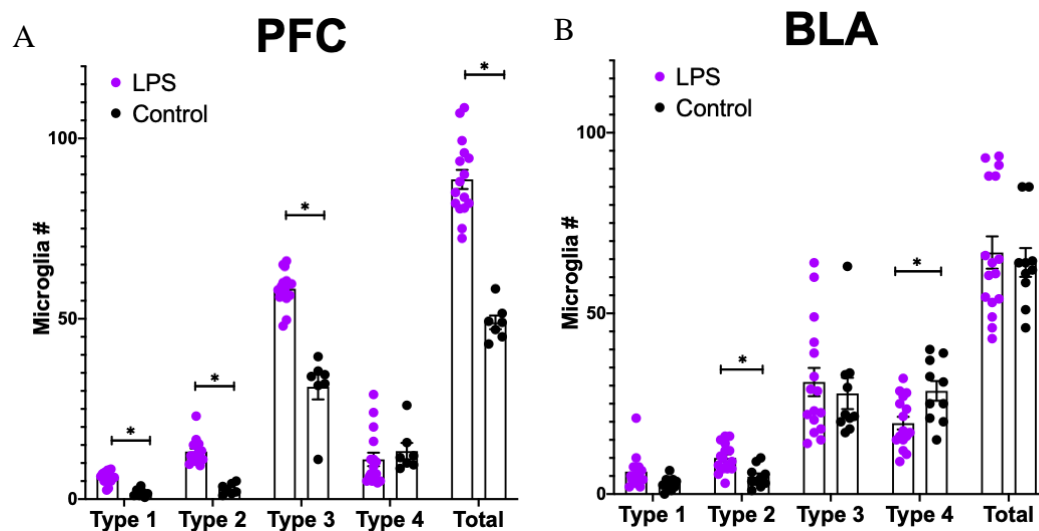 A
PFC
LPS
Control
Microglia #
100
50
0
*
*
*
*
Type 1
Type 2
Type 3
Type 4
Total
B
BLA
LPS
Control
Microglia #
100
50
0
*
*
Type 1
Type 2
Type 3
Type 4
Total